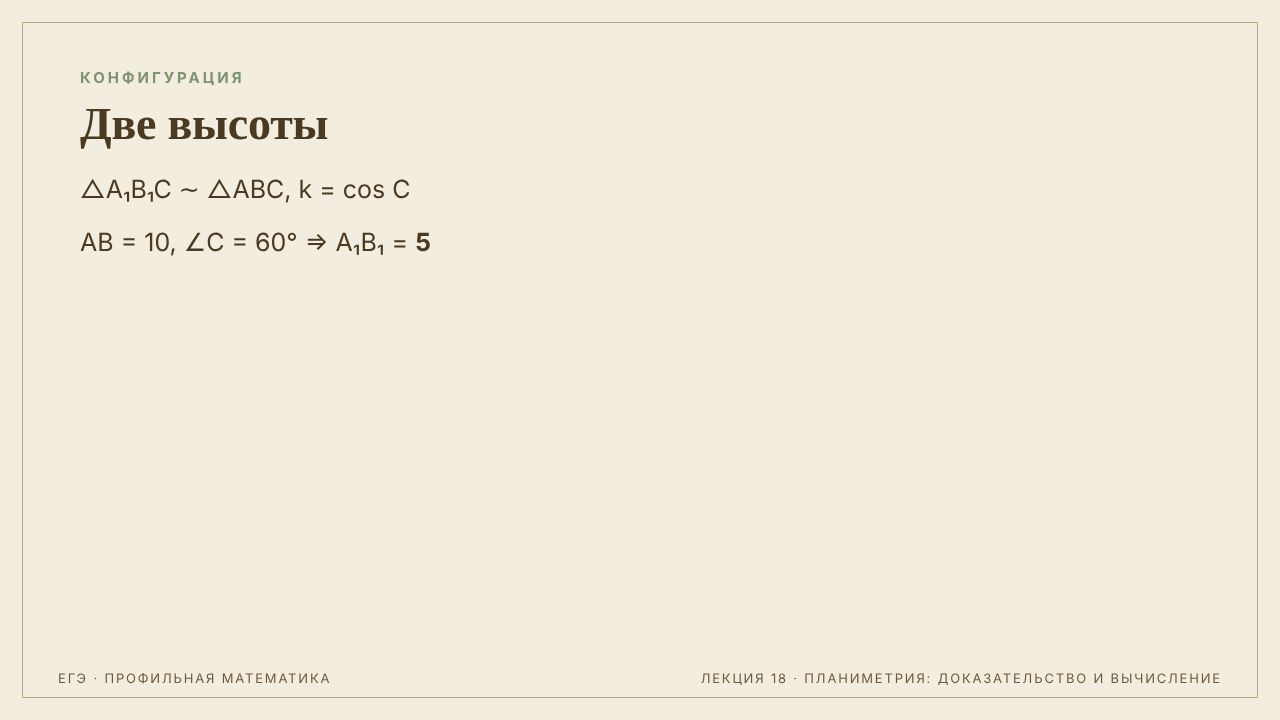 КОНФИГУРАЦИЯ
Две высоты
△A₁B₁C ∼ △ABC, k = cos C
AB = 10, ∠C = 60° ⇒ A₁B₁ = 5
ЕГЭ · ПРОФИЛЬНАЯ МАТЕМАТИКА
ЛЕКЦИЯ 18 · ПЛАНИМЕТРИЯ: ДОКАЗАТЕЛЬСТВО И ВЫЧИСЛЕНИЕ